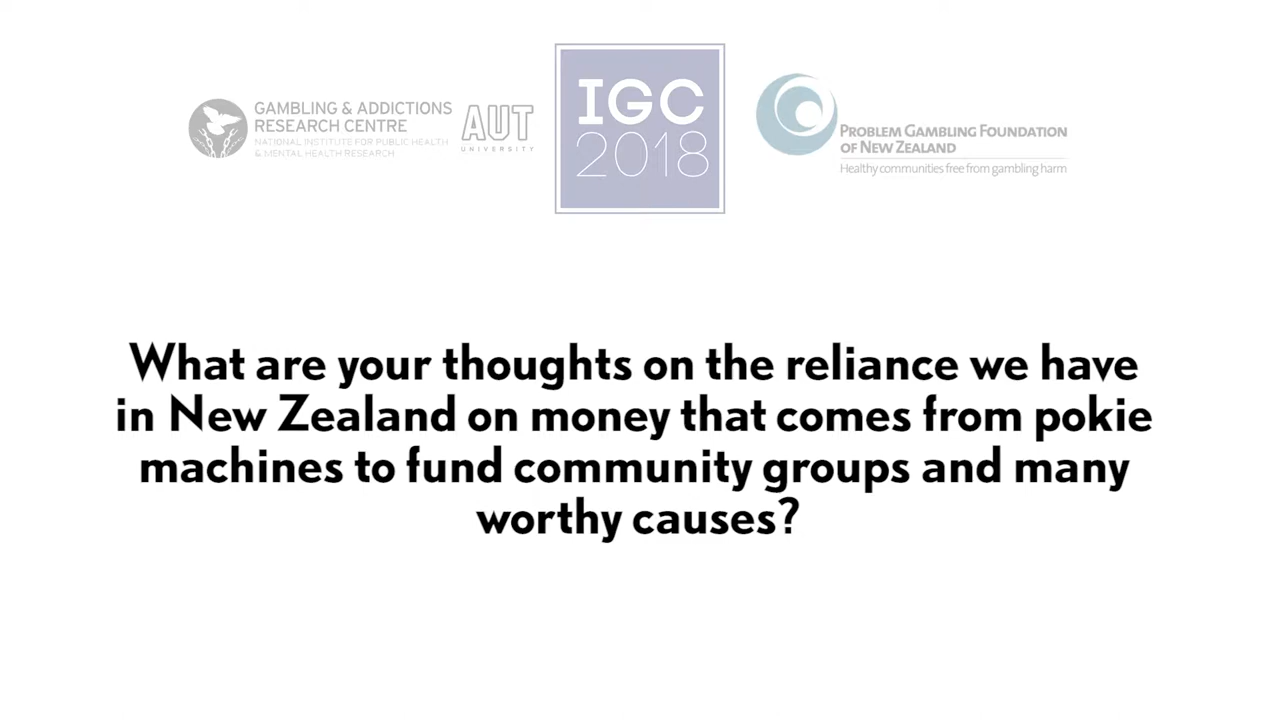 GAMBLING & ADDICTIONS
RESEARCH CENTRE
NATIONAL INSTITUTE FOR PUBLIC HEALTH
& MENTAL HEALTH RESEARCH
AUT
UNIVERSITY
IGC
2018
PROBLEM GAMBLING FOUNDATION
OF NEW ZEALAND
Healthy communities free from gambling harm
What are your thoughts on the reliance we have
in New Zealand on money that comes from pokie
machines to fund community groups and many
worthy causes?